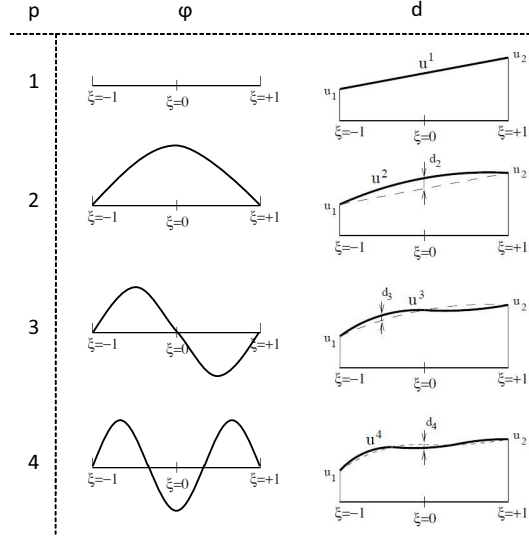 p φ d
1
u¹
u₁
u₂
ξ=−1 ξ=0 ξ=+1
ξ=−1 ξ=0 ξ=+1
2
u²
d₂
u₁
u₂
ξ=−1 ξ=0 ξ=+1
ξ=−1 ξ=0 ξ=+1
3
u³
d₃
u₁
u₂
ξ=−1 ξ=0 ξ=+1
ξ=−1 ξ=0 ξ=+1
4
u⁴
d₄
u₁
u₂
ξ=−1 ξ=0 ξ=+1
ξ=−1 ξ=0 ξ=+1